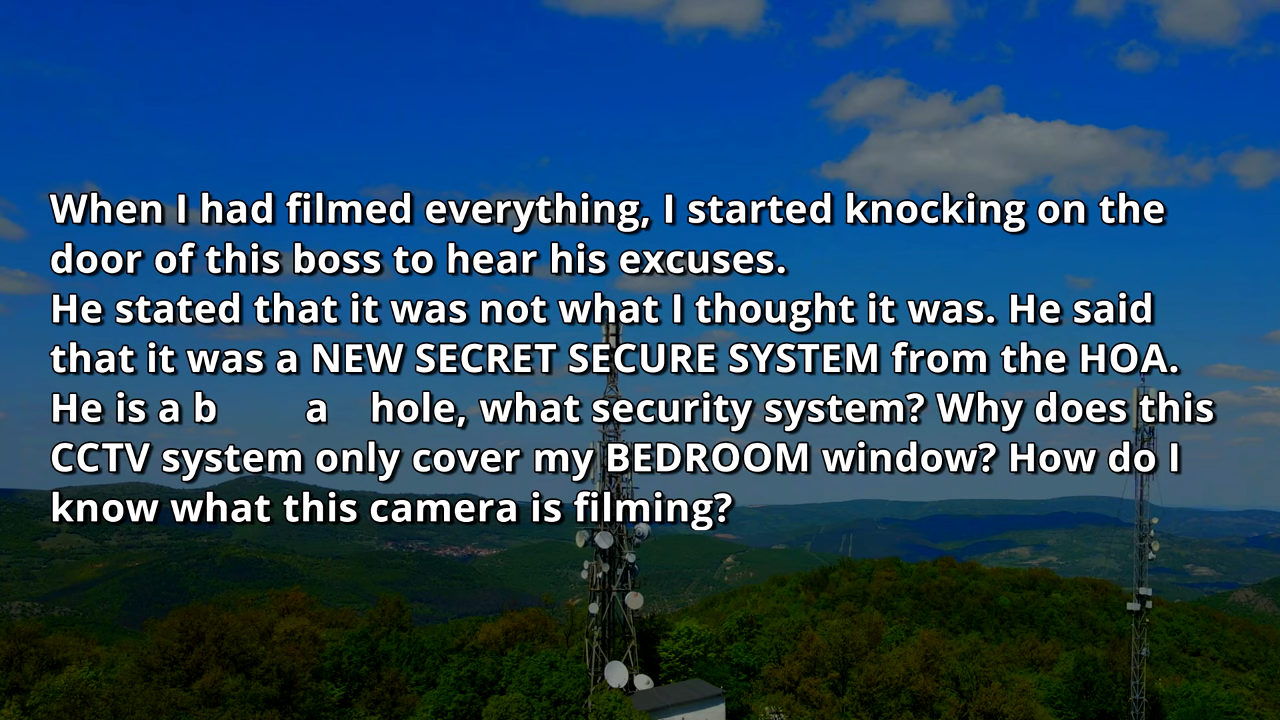 When I had filmed everything, I started knocking on the
door of this boss to hear his excuses.
He stated that it was not what I thought it was. He said
that it was a NEW SECRET SECURE SYSTEM from the HOA.
He is a b a hole, what security system? Why does this
CCTV system only cover my BEDROOM window? How do I
know what this camera is filming?